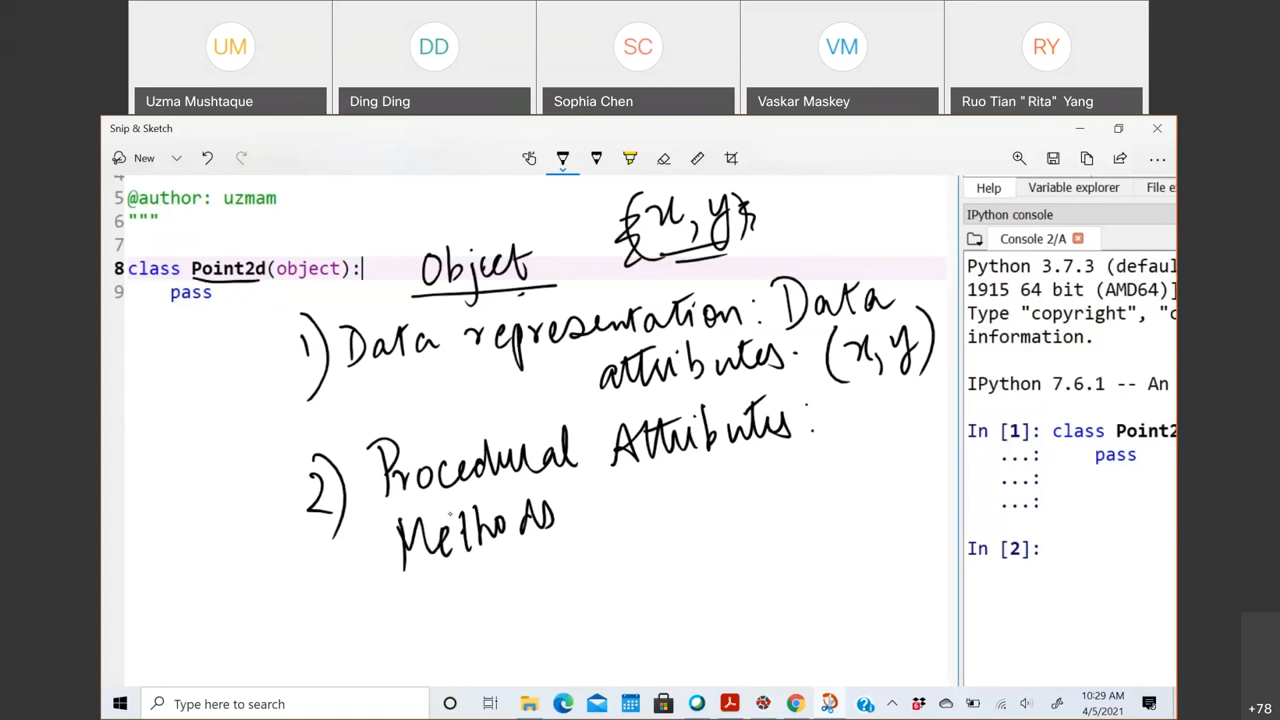 UM
DD
SC
VM
RY
Uzma Mushtaque
Ding Ding
Sophia Chen
Vaskar Maskey
Ruo Tian "Rita" Yang
Snip & Sketch
New
5 @author: uzmam
6 """
7
8 class Point2d(object):
9 pass
{x, y}
Object
1) Data representation: Data
attributes. (x, y)
2) Procedural Attributes:
Methods
Help
Variable explorer
File e
IPython console
Console 2/A
Python 3.7.3 (defau
1915 64 bit (AMD64)]
Type "copyright", "c
information.
IPython 7.6.1 -- An
In [1]: class Point2
...: pass
...:
...:
In [2]:
Type here to search
10:29 AM
4/5/2021
+78